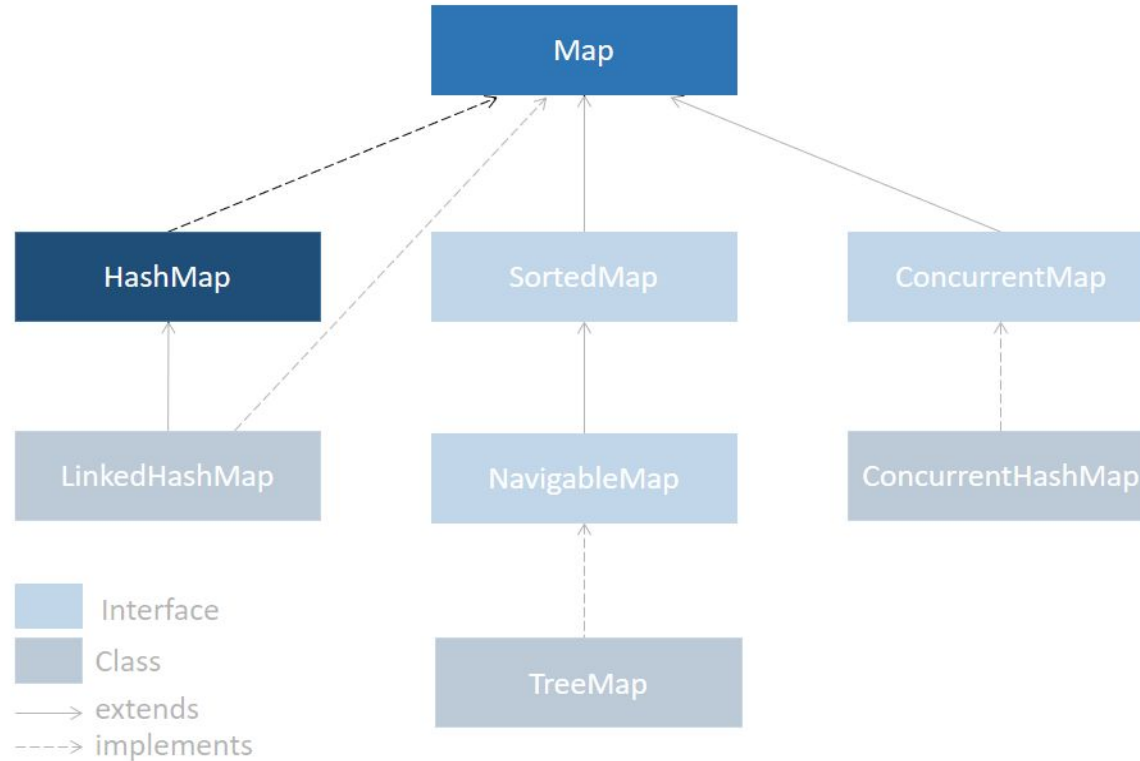 Map
HashMap
SortedMap
ConcurrentMap
LinkedHashMap
NavigableMap
ConcurrentHashMap
Interface
Class
TreeMap
extends
implements